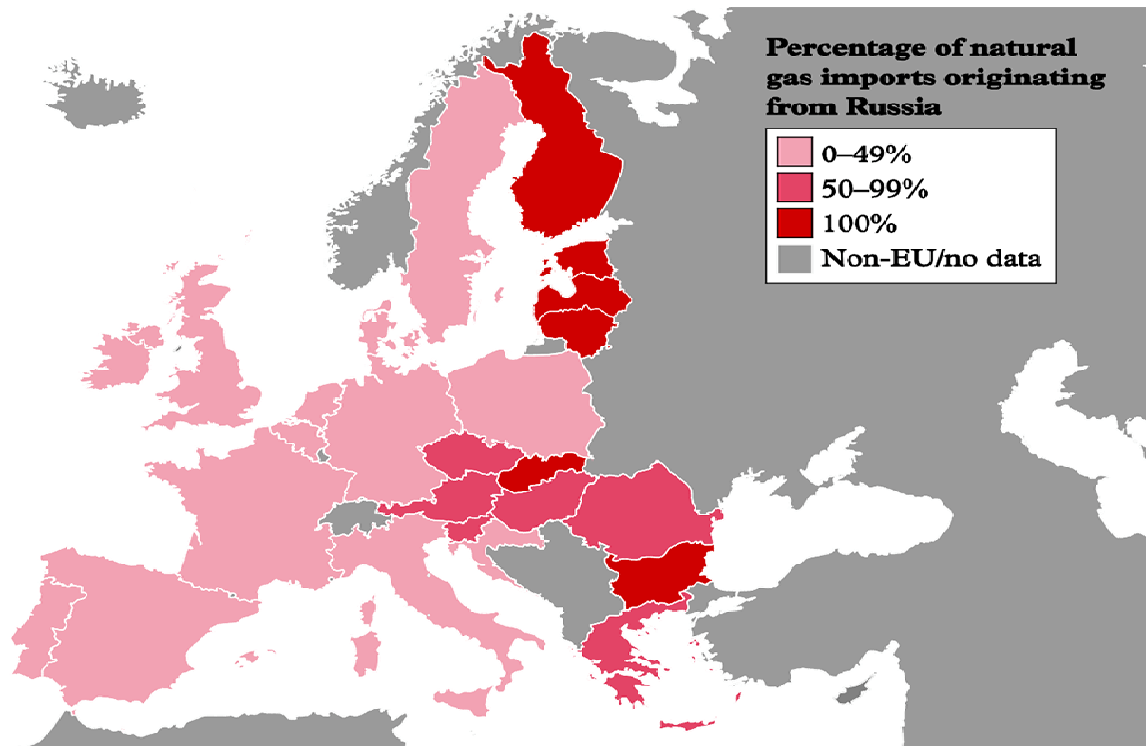 Percentage of natural
gas imports originating
from Russia
0–49%
50–99%
100%
Non-EU/no data